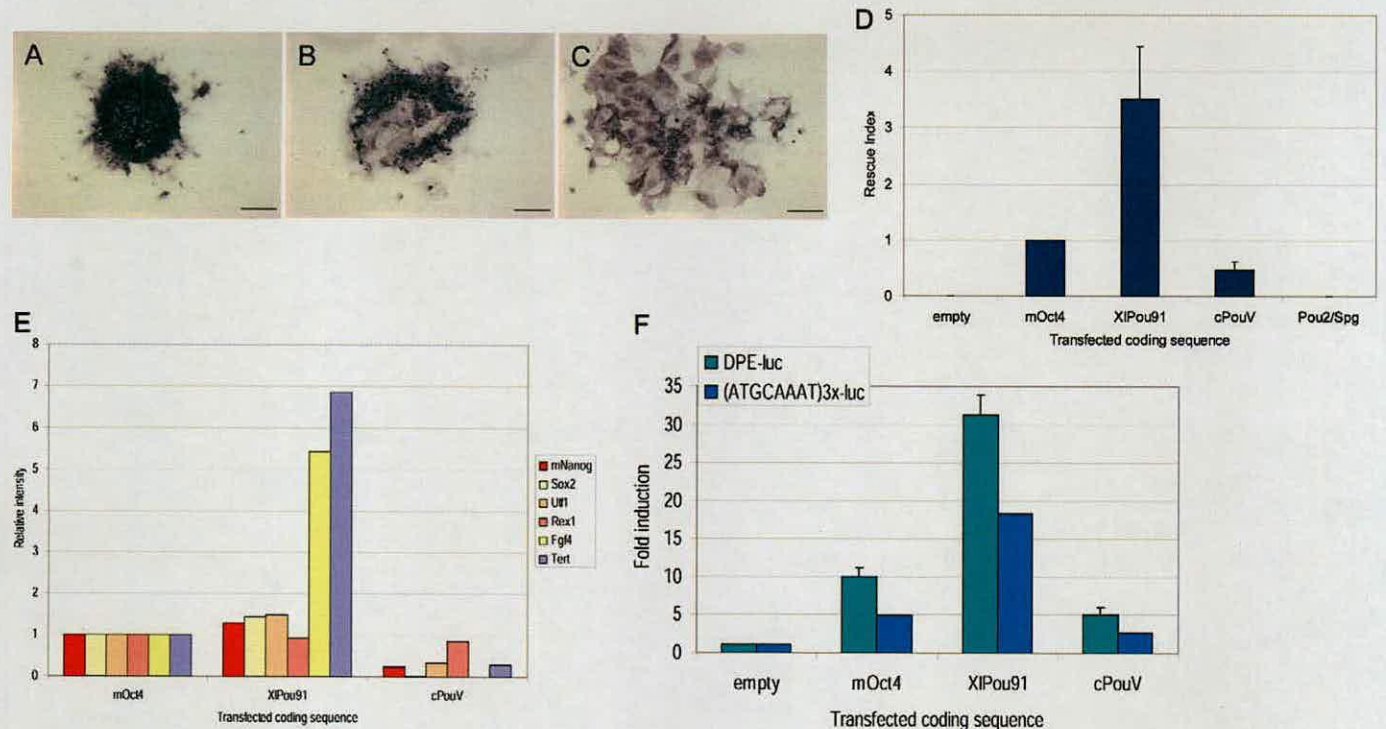 A
B
C
D
5
4
3
2
1
0
Rescue Index
empty mOct4 XlPou91 cPouV Pou2/Spg
Transfected coding sequence
E
8
7
6
5
4
3
2
1
0
Relative intensity
mOct4 XlPou91 cPouV
Transfected coding sequence
mNanog
Sox2
Utf1
Rex1
Fgf4
Tert
F
DPE-luc
(ATGCAAAT)3x-luc
35
30
25
20
15
10
5
0
Fold induction
empty mOct4 XlPou91 cPouV
Transfected coding sequence